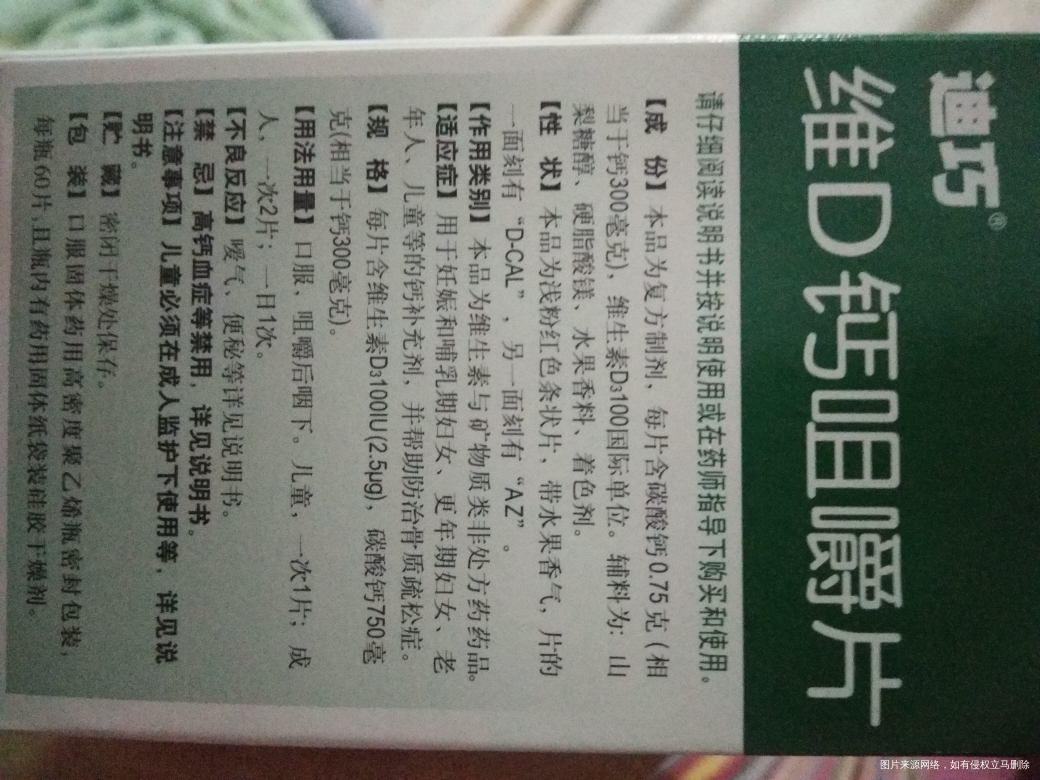 迪巧®
维D钙咀嚼片
请仔细阅读说明书并按说明使用或在药师指导下购买和使用。
【成 份】本品为复方制剂，每片含碳酸钙0.75克（相
当于钙300毫克），维生素D3100国际单位。辅料为：山
梨糖醇、硬脂酸镁、水果香料、着色剂。
【性 状】本品为浅粉红色条状片，带水果香气，片的
一面刻有“D-CAL”，另一面刻有“AZ”。
【作用类别】本品为维生素与矿物质类非处方药药品。
【适应症】用于妊娠和哺乳期妇女、更年期妇女、老
年人、儿童等的钙补充剂，并帮助防治骨质疏松症。
【规 格】每片含维生素D3100IU(2.5μg)，碳酸钙750毫
克(相当于钙300毫克)。
【用法用量】口服，咀嚼后咽下。儿童，一次1片；成
人，一次2片；一日1次。
【不良反应】嗳气、便秘等详见说明书。
【禁 忌】高钙血症等禁用，详见说明书。
【注意事项】儿童必须在成人监护下使用等，详见说
明书。
【贮 藏】密闭干燥处保存。
【包 装】口服固体药用高密度聚乙烯瓶密封包装，
每瓶60片,且瓶内有药用固体纸袋装硅胶干燥剂。
图片来源网络，如有侵权立马删除